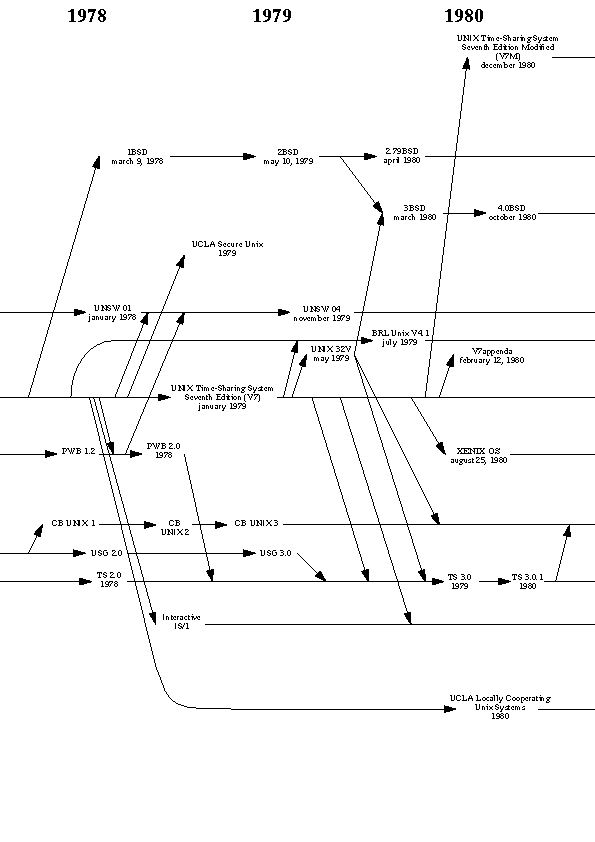 1978
1979
1980
UNIX Time-Sharing System
Seventh Edition Modified
(V7M)
december 1980
1BSD
march 9, 1978
2BSD
may 10, 1979
2.79BSD
april 1980
3BSD
march 1980
4.0BSD
october 1980
UCLA Secure Unix
1979
UNSW 01
january 1978
UNSW 04
november 1979
BRL Unix V4.1
july 1979
UNIX 32V
may 1979
V7appenda
february 12, 1980
UNIX Time-Sharing System
Seventh Edition (V7)
january 1979
PWB 1.2
PWB 2.0
1978
XENIX OS
august 25, 1980
CB UNIX 1
CB
UNIX 2
CB UNIX 3
USG 2.0
USG 3.0
TS 2.0
1978
TS 3.0
1979
TS 3.0.1
1980
Interactive
IS/1
UCLA Locally Cooperating
Unix Systems
1980